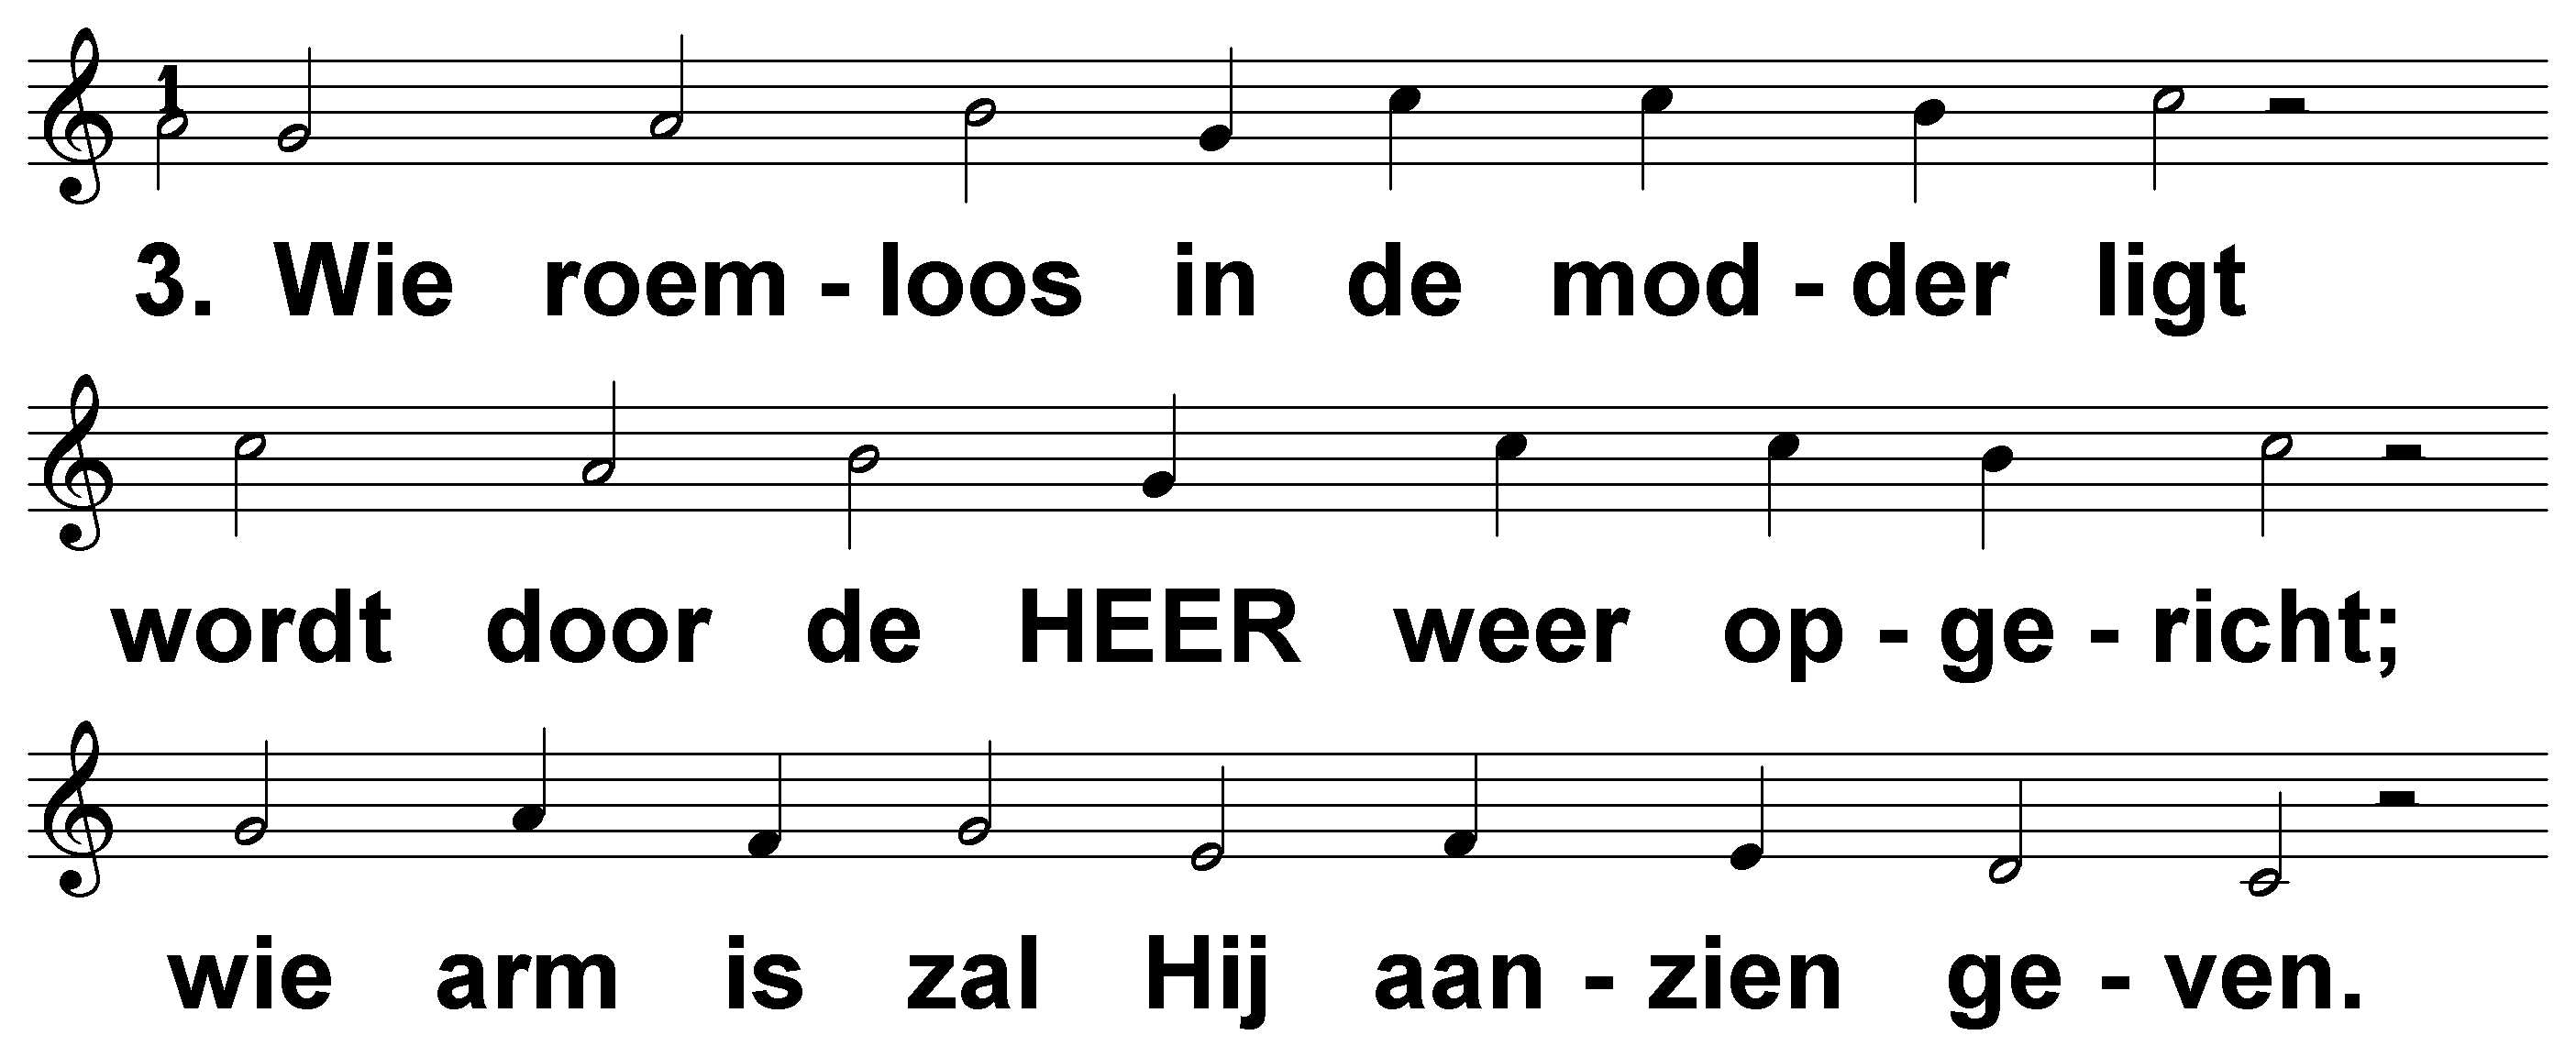 1
3. Wie roem - loos in de mod - der ligt
wordt door de HEER weer op - ge - richt;
wie arm is zal Hij aan - zien ge - ven.